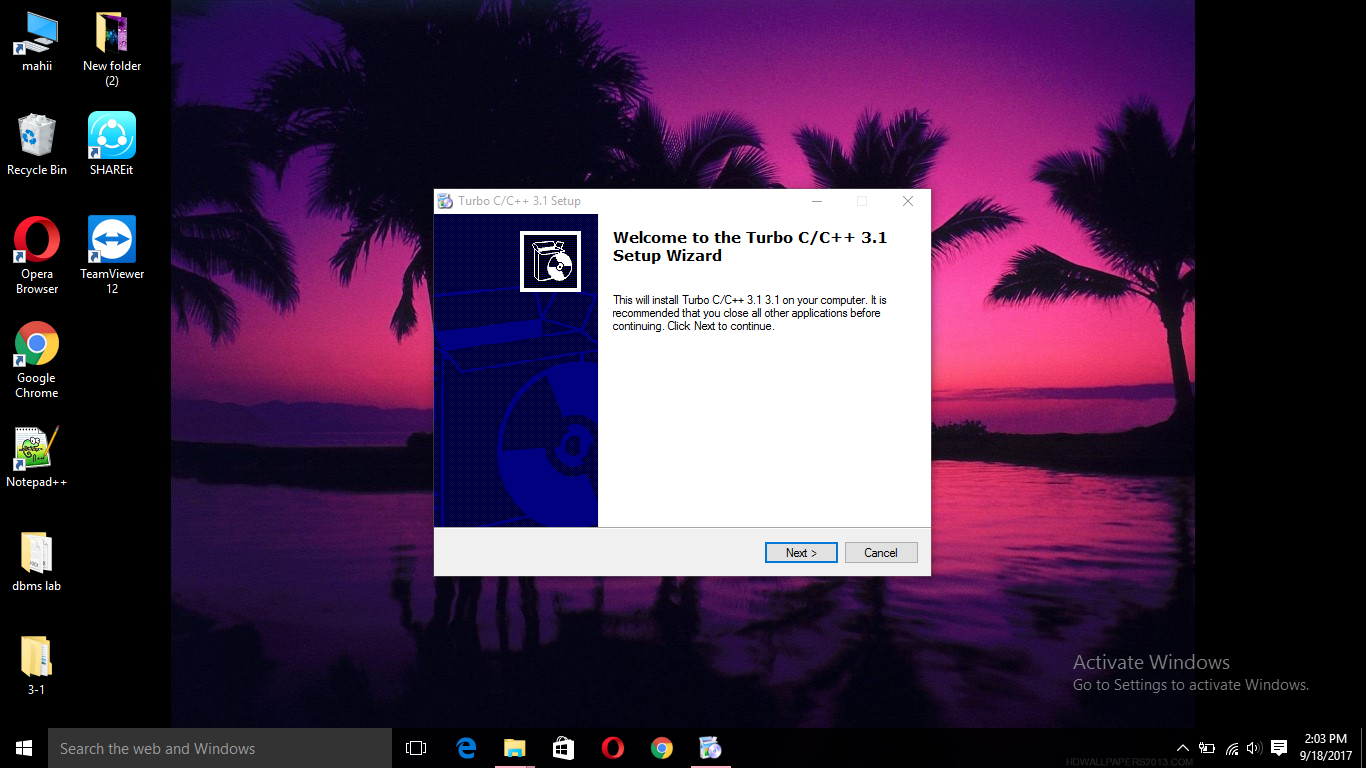 mahii
New folder
(2)
Recycle Bin
SHAREit
Opera
Browser
TeamViewer
12
Google
Chrome
Notepad++
dbms lab
3-1
Turbo C/C++ 3.1 Setup
Welcome to the Turbo C/C++ 3.1
Setup Wizard
This will install Turbo C/C++ 3.1 3.1 on your computer. It is
recommended that you close all other applications before
continuing. Click Next to continue.
Next >
Cancel
Activate Windows
Go to Settings to activate Windows.
Search the web and Windows
2:03 PM
9/18/2017
HDWALLPAPERS2013.COM